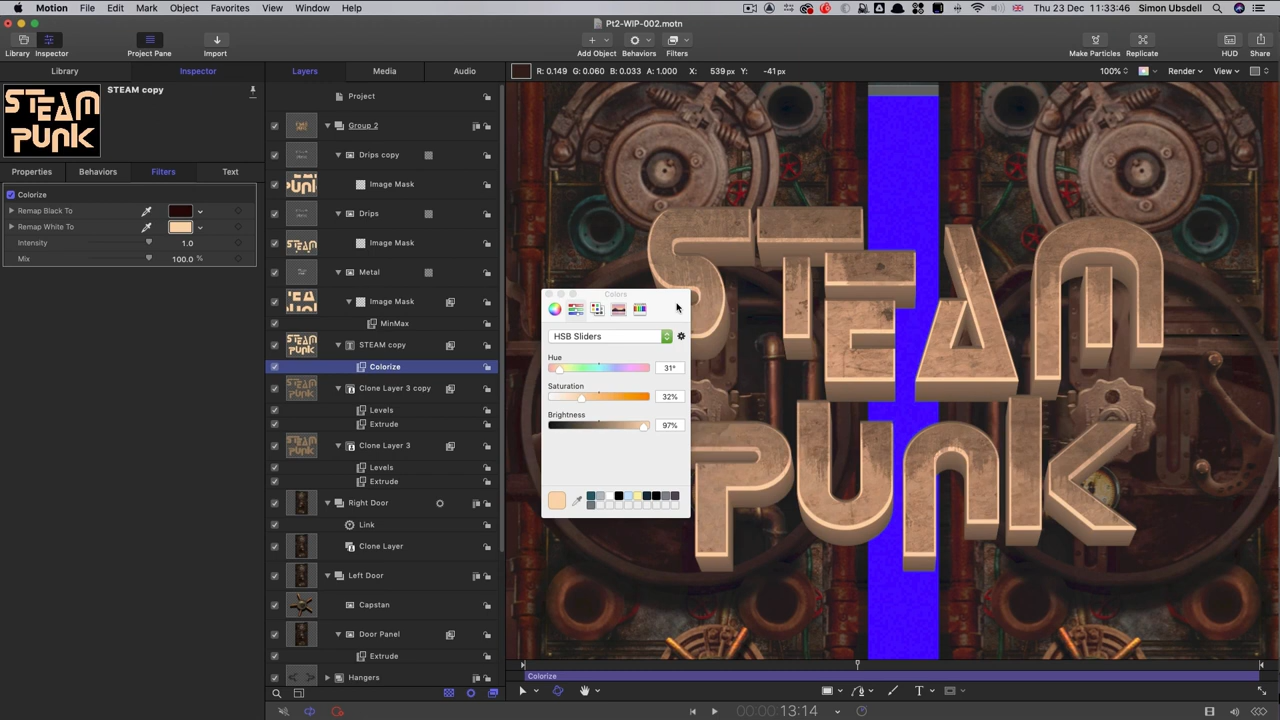 Motion File Edit Mark Object Favorites View Window Help Thu 23 Dec 11:33:46 Simon Ubsdell
Pt2-WIP-002.motn
Library Inspector Project Pane Import Add Object Behaviors Filters Make Particles Replicate HUD Share
Library Inspector Layers Media Audio R: 0.149 G: 0.060 B: 0.033 A: 1.000 X: 539 px Y: -41 px 100% Render View
STEAM copy
STEAM
PUNK
Properties Behaviors Filters Text
Colorize
Remap Black To
Remap White To
Intensity 1.0
Mix 100.0 %
Project
Group 2
Drips copy
Image Mask
Drips
Image Mask
Metal
Image Mask
MinMax
STEAM copy
Colorize
Clone Layer 3 copy
Levels
Extrude
Clone Layer 3
Levels
Extrude
Right Door
Link
Clone Layer
Left Door
Capstan
Door Panel
Extrude
Hangers
STEAM
PUNK
Colors
HSB Sliders
Hue
31°
Saturation
32%
Brightness
97%
Colorize
00:00:13:14